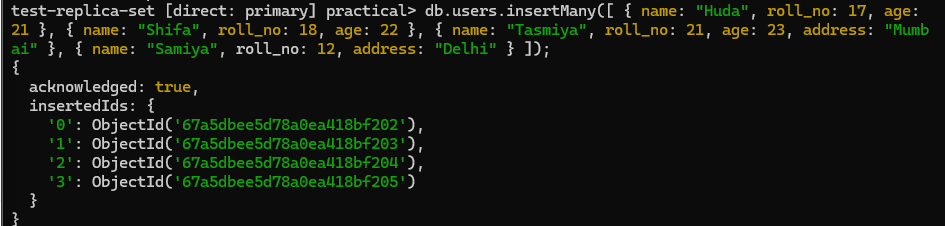 test-replica-set [direct: primary] practical> db.users.insertMany([ { name: "Huda", roll_no: 17, age:
21 }, { name: "Shifa", roll_no: 18, age: 22 }, { name: "Tasmiya", roll_no: 21, age: 23, address: "Mumb
ai" }, { name: "Samiya", roll_no: 12, address: "Delhi" } ]);
{
  acknowledged: true,
  insertedIds: {
    '0': ObjectId('67a5dbee5d78a0ea418bf202'),
    '1': ObjectId('67a5dbee5d78a0ea418bf203'),
    '2': ObjectId('67a5dbee5d78a0ea418bf204'),
    '3': ObjectId('67a5dbee5d78a0ea418bf205')
  }
}